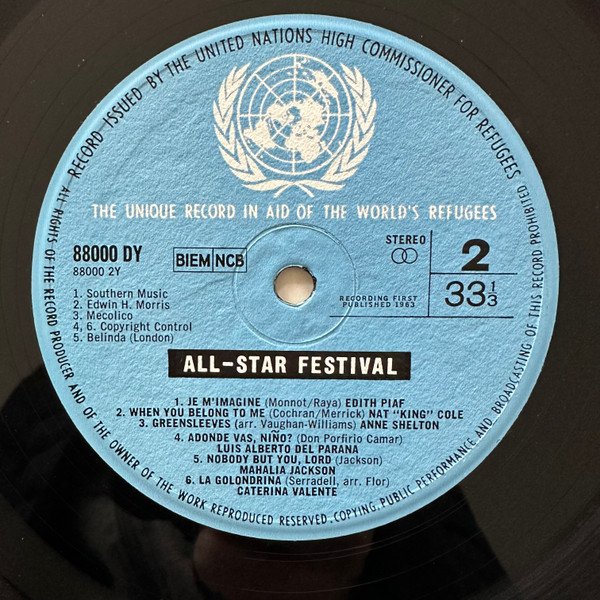 RECORD ISSUED BY THE UNITED NATIONS HIGH COMMISSIONER FOR REFUGEES
THE UNIQUE RECORD IN AID OF THE WORLD'S REFUGEES
88000 DY
88000 2Y
BIEM NCB
STEREO
2
33 1/3
RECORDING FIRST
PUBLISHED 1963
1. Southern Music
2. Edwin H. Morris
3. Mecolico
4, 6. Copyright Control
5. Belinda (London)
ALL-STAR FESTIVAL
1. JE M'IMAGINE (Monnot/Raya) EDITH PIAF
2. WHEN YOU BELONG TO ME (Cochran/Merrick) NAT "KING" COLE
3. GREENSLEEVES (arr. Vaughan-Williams) ANNE SHELTON
4. ADONDE VAS, NIÑO? (Don Porfirio Camar)
LUIS ALBERTO DEL PARANA
5. NOBODY BUT YOU, LORD (Jackson)
MAHALIA JACKSON
6. LA GOLONDRINA (Serradell, arr. Flor)
CATERINA VALENTE
ALL RIGHTS OF THE RECORD PRODUCER AND OF THE OWNER OF THE WORK REPRODUCED RESERVED. COPYING, PUBLIC PERFORMANCE AND BROADCASTING OF THIS RECORD PROHIBITED